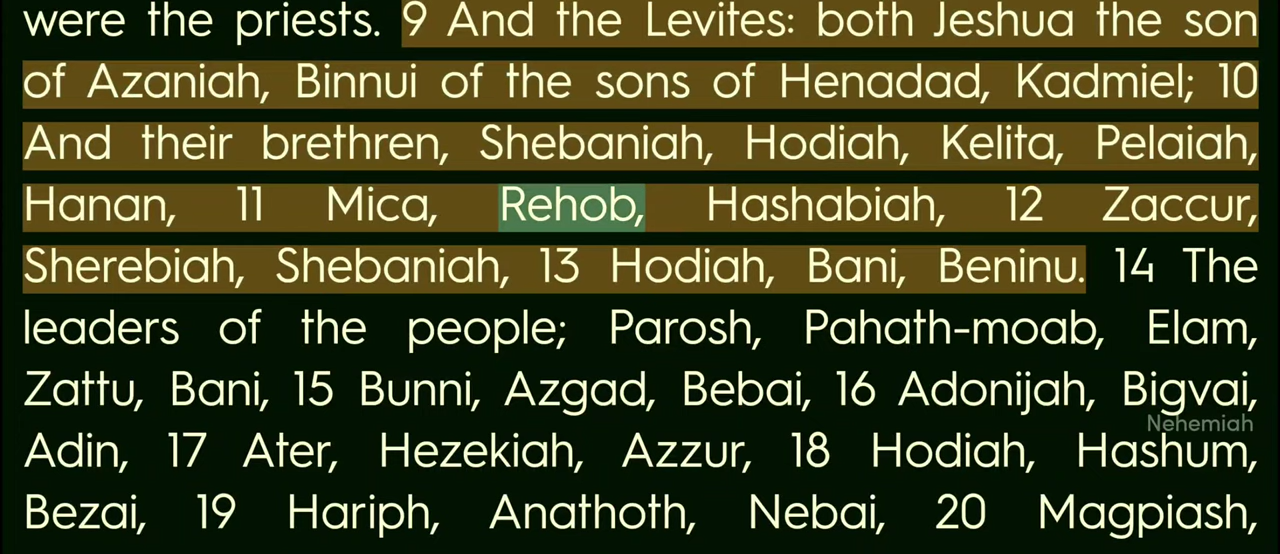 were the priests. 9 And the Levites: both Jeshua the son
of Azaniah, Binnui of the sons of Henadad, Kadmiel; 10
And their brethren, Shebaniah, Hodiah, Kelita, Pelaiah,
Hanan, 11 Mica, Rehob, Hashabiah, 12 Zaccur,
Sherebiah, Shebaniah, 13 Hodiah, Bani, Beninu. 14 The
leaders of the people; Parosh, Pahath-moab, Elam,
Zattu, Bani, 15 Bunni, Azgad, Bebai, 16 Adonijah, Bigvai,
Nehemiah
Adin, 17 Ater, Hezekiah, Azzur, 18 Hodiah, Hashum,
Bezai, 19 Hariph, Anathoth, Nebai, 20 Magpiash,